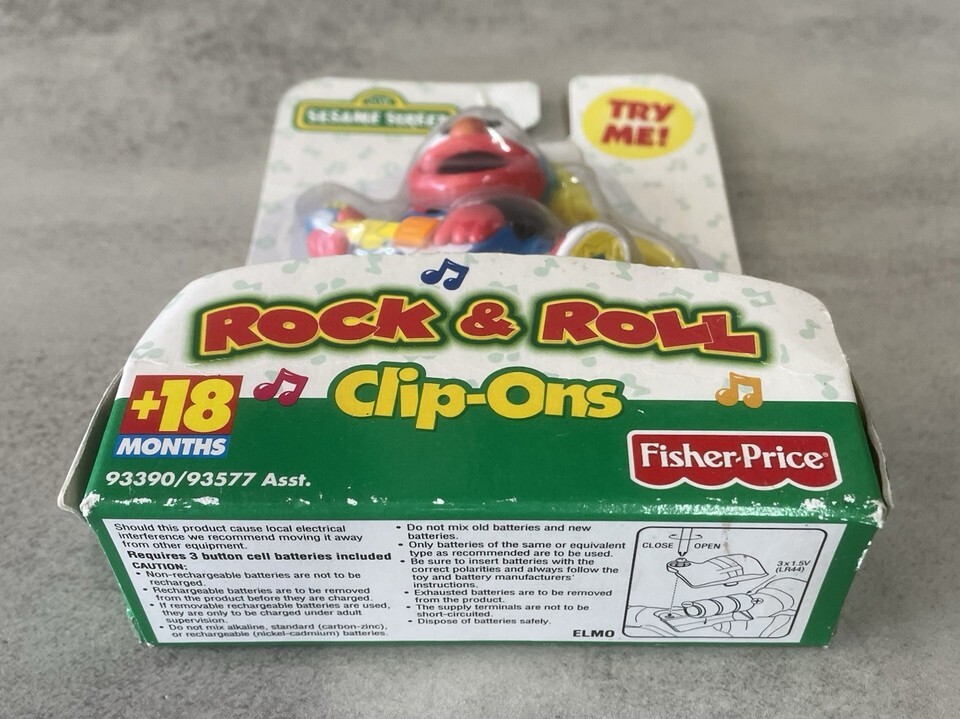 SESAME STREET
TRY
ME!
ROCK & ROLL
Clip-Ons
+18
MONTHS
Fisher-Price
93390/93577 Asst.
Should this product cause local electrical
interference we recommend moving it away
from other equipment.
Requires 3 button cell batteries included
CAUTION:
• Non-rechargeable batteries are not to be
recharged.
• Rechargeable batteries are to be removed
from the product before they are charged.
• If removable rechargeable batteries are used,
they are only to be charged under adult
supervision.
• Do not mix alkaline, standard (carbon-zinc),
or rechargeable (nickel-cadmium) batteries.
• Do not mix old batteries and new
batteries.
• Only batteries of the same or equivalent
type as recommended are to be used.
• Be sure to insert batteries with the
correct polarities and always follow the
toy and battery manufacturers'
instructions.
• Exhausted batteries are to be removed
from the product.
• The supply terminals are not to be
short-circuited.
• Dispose of batteries safely.
ELMO
CLOSE OPEN
3 x 1.5V
(LR44)